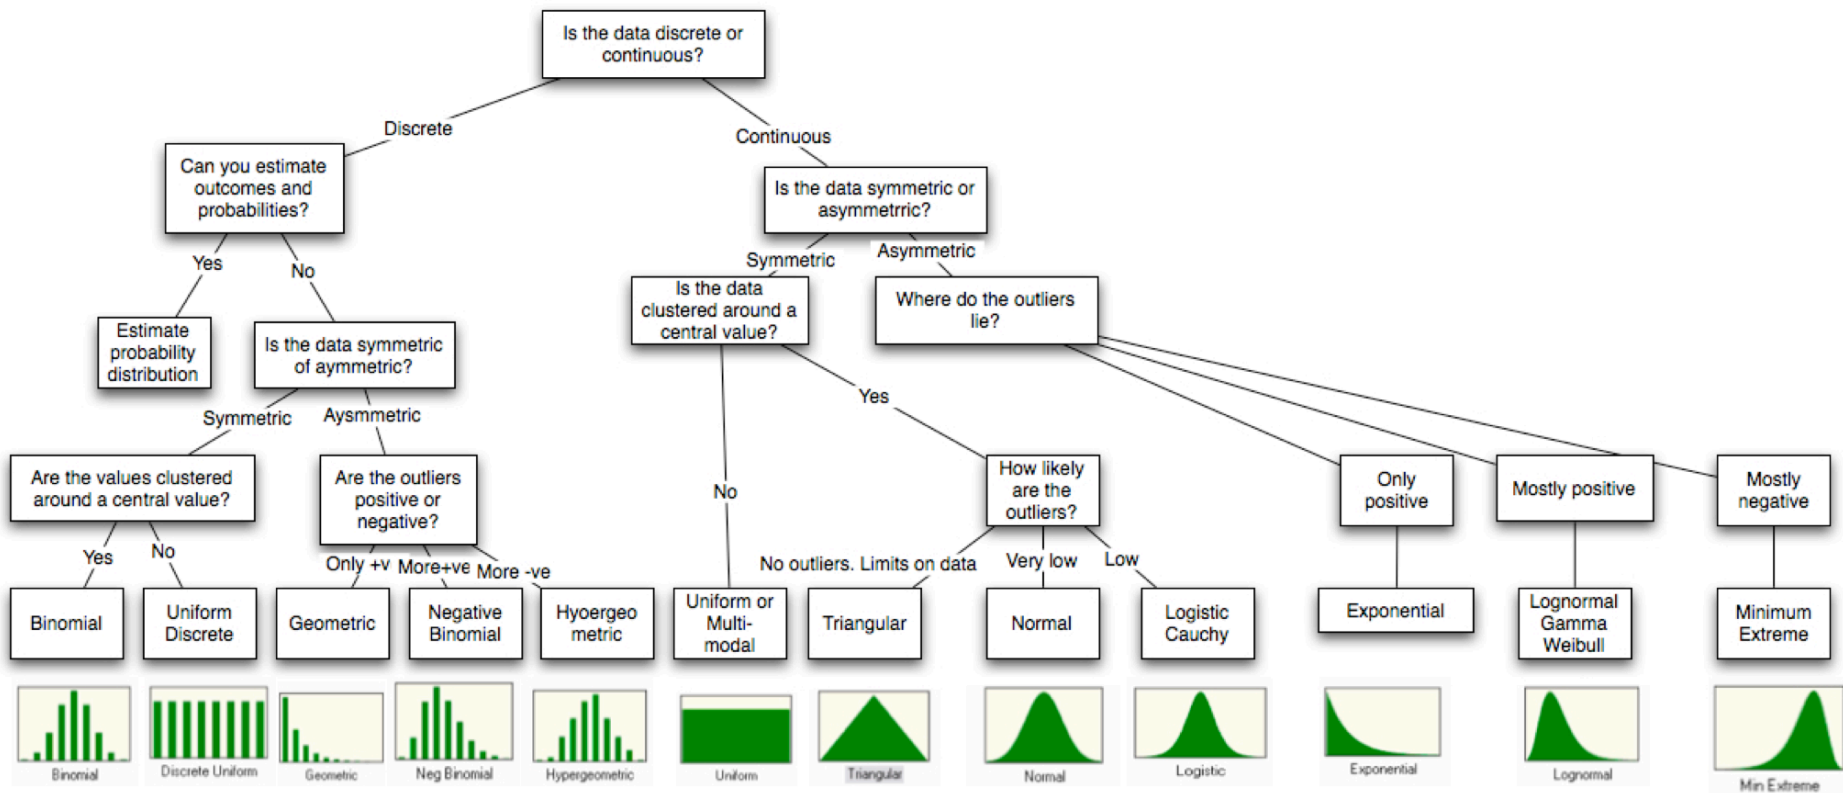 Is the data discrete or
continuous?
Discrete
Continuous
Can you estimate
outcomes and
probabilities?
Is the data symmetric or
asymmetrric?
Yes
No
Symmetric
Asymmetric
Estimate
probability
distribution
Is the data symmetric
of aymmetric?
Is the data
clustered around a
central value?
Where do the outliers
lie?
Symmetric
Aysmmetric
No
Yes
Are the values clustered
around a central value?
Are the outliers
positive or
negative?
How likely
are the
outliers?
Only
positive
Mostly positive
Mostly
negative
Yes
No
Only +v
More+ve
More -ve
No outliers. Limits on data
Very low
Low
Binomial
Uniform
Discrete
Geometric
Negative
Binomial
Hyoergeo
metric
Uniform or
Multi-
modal
Triangular
Normal
Logistic
Cauchy
Exponential
Lognormal
Gamma
Weibull
Minimum
Extreme
Binomial
Discrete Uniform
Geometric
Neg Binomial
Hypergeometric
Uniform
Triangular
Normal
Logistic
Exponential
Lognormal
Min Extreme